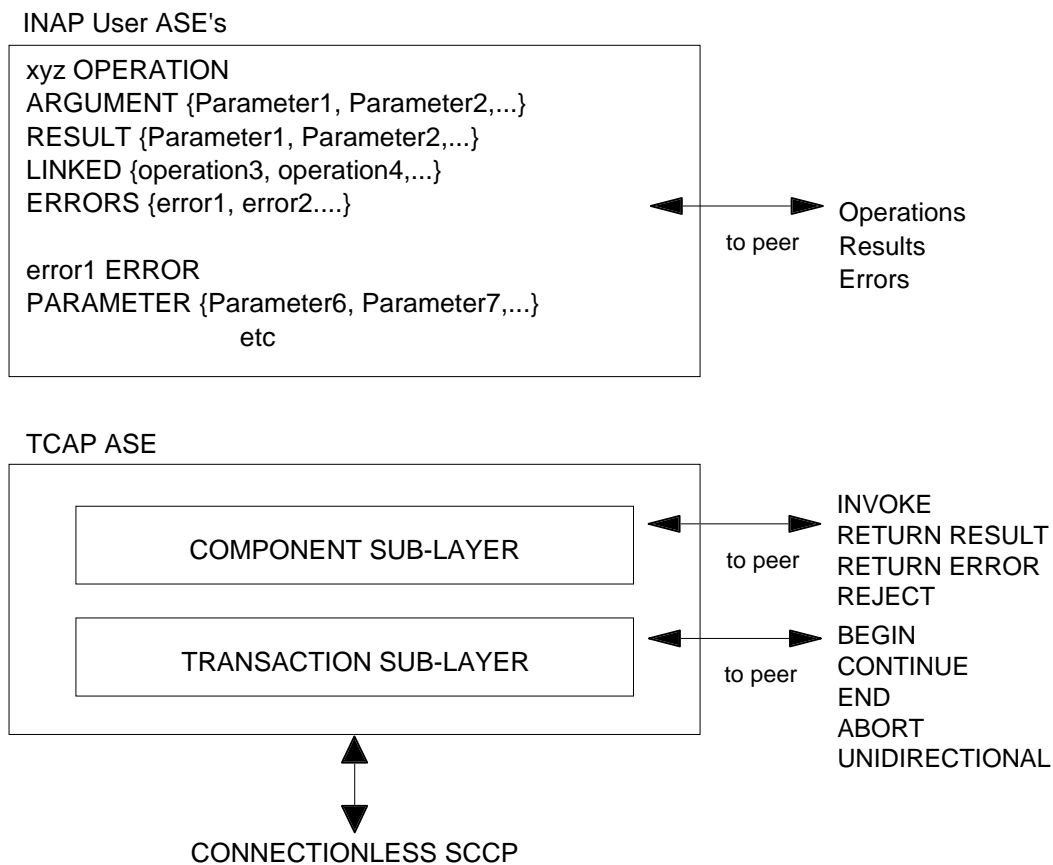 INAP User ASE's
xyz OPERATION
ARGUMENT {Parameter1, Parameter2,...}
RESULT {Parameter1, Parameter2,...}
LINKED {operation3, operation4,...}
ERRORS {error1, error2....}
error1 ERROR
PARAMETER {Parameter6, Parameter7,...}
etc
to peer
Operations
Results
Errors
TCAP ASE
COMPONENT SUB-LAYER
to peer
INVOKE
RETURN RESULT
RETURN ERROR
REJECT
TRANSACTION SUB-LAYER
to peer
BEGIN
CONTINUE
END
ABORT
UNIDIRECTIONAL
CONNECTIONLESS SCCP